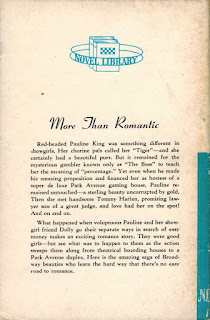 NOVEL LIBRARY
More Than Romantic
Red-headed Pauline King was something different in
showgirls. Her chorine pals called her "Tiger"—and she
certainly had a beautiful purr. But it remained for the
mysterious gambler known only as "The Boss" to teach
her the meaning of "percentage." Yet even when he made
his amazing proposition and financed her as hostess of a
super de luxe Park Avenue gaming house, Pauline re-
mained untouched—a sterling beauty uncorrupted by gold.
Then she met handsome Tommy Harlan, promising law-
yer son of a great judge, and love had her on the spot!
And on and on.
What happened when voluptuous Pauline and her show-
girl friend Dolly go their separate ways in search of easy
money makes an exciting romance story. They were good
girls—but see what was to happen to them as the action
sweeps them along from theatrical boarding houses to a
Park Avenue duplex. Here is the amazing saga of Broad-
way beauties who learn the hard way that there's no easy
road to romance.